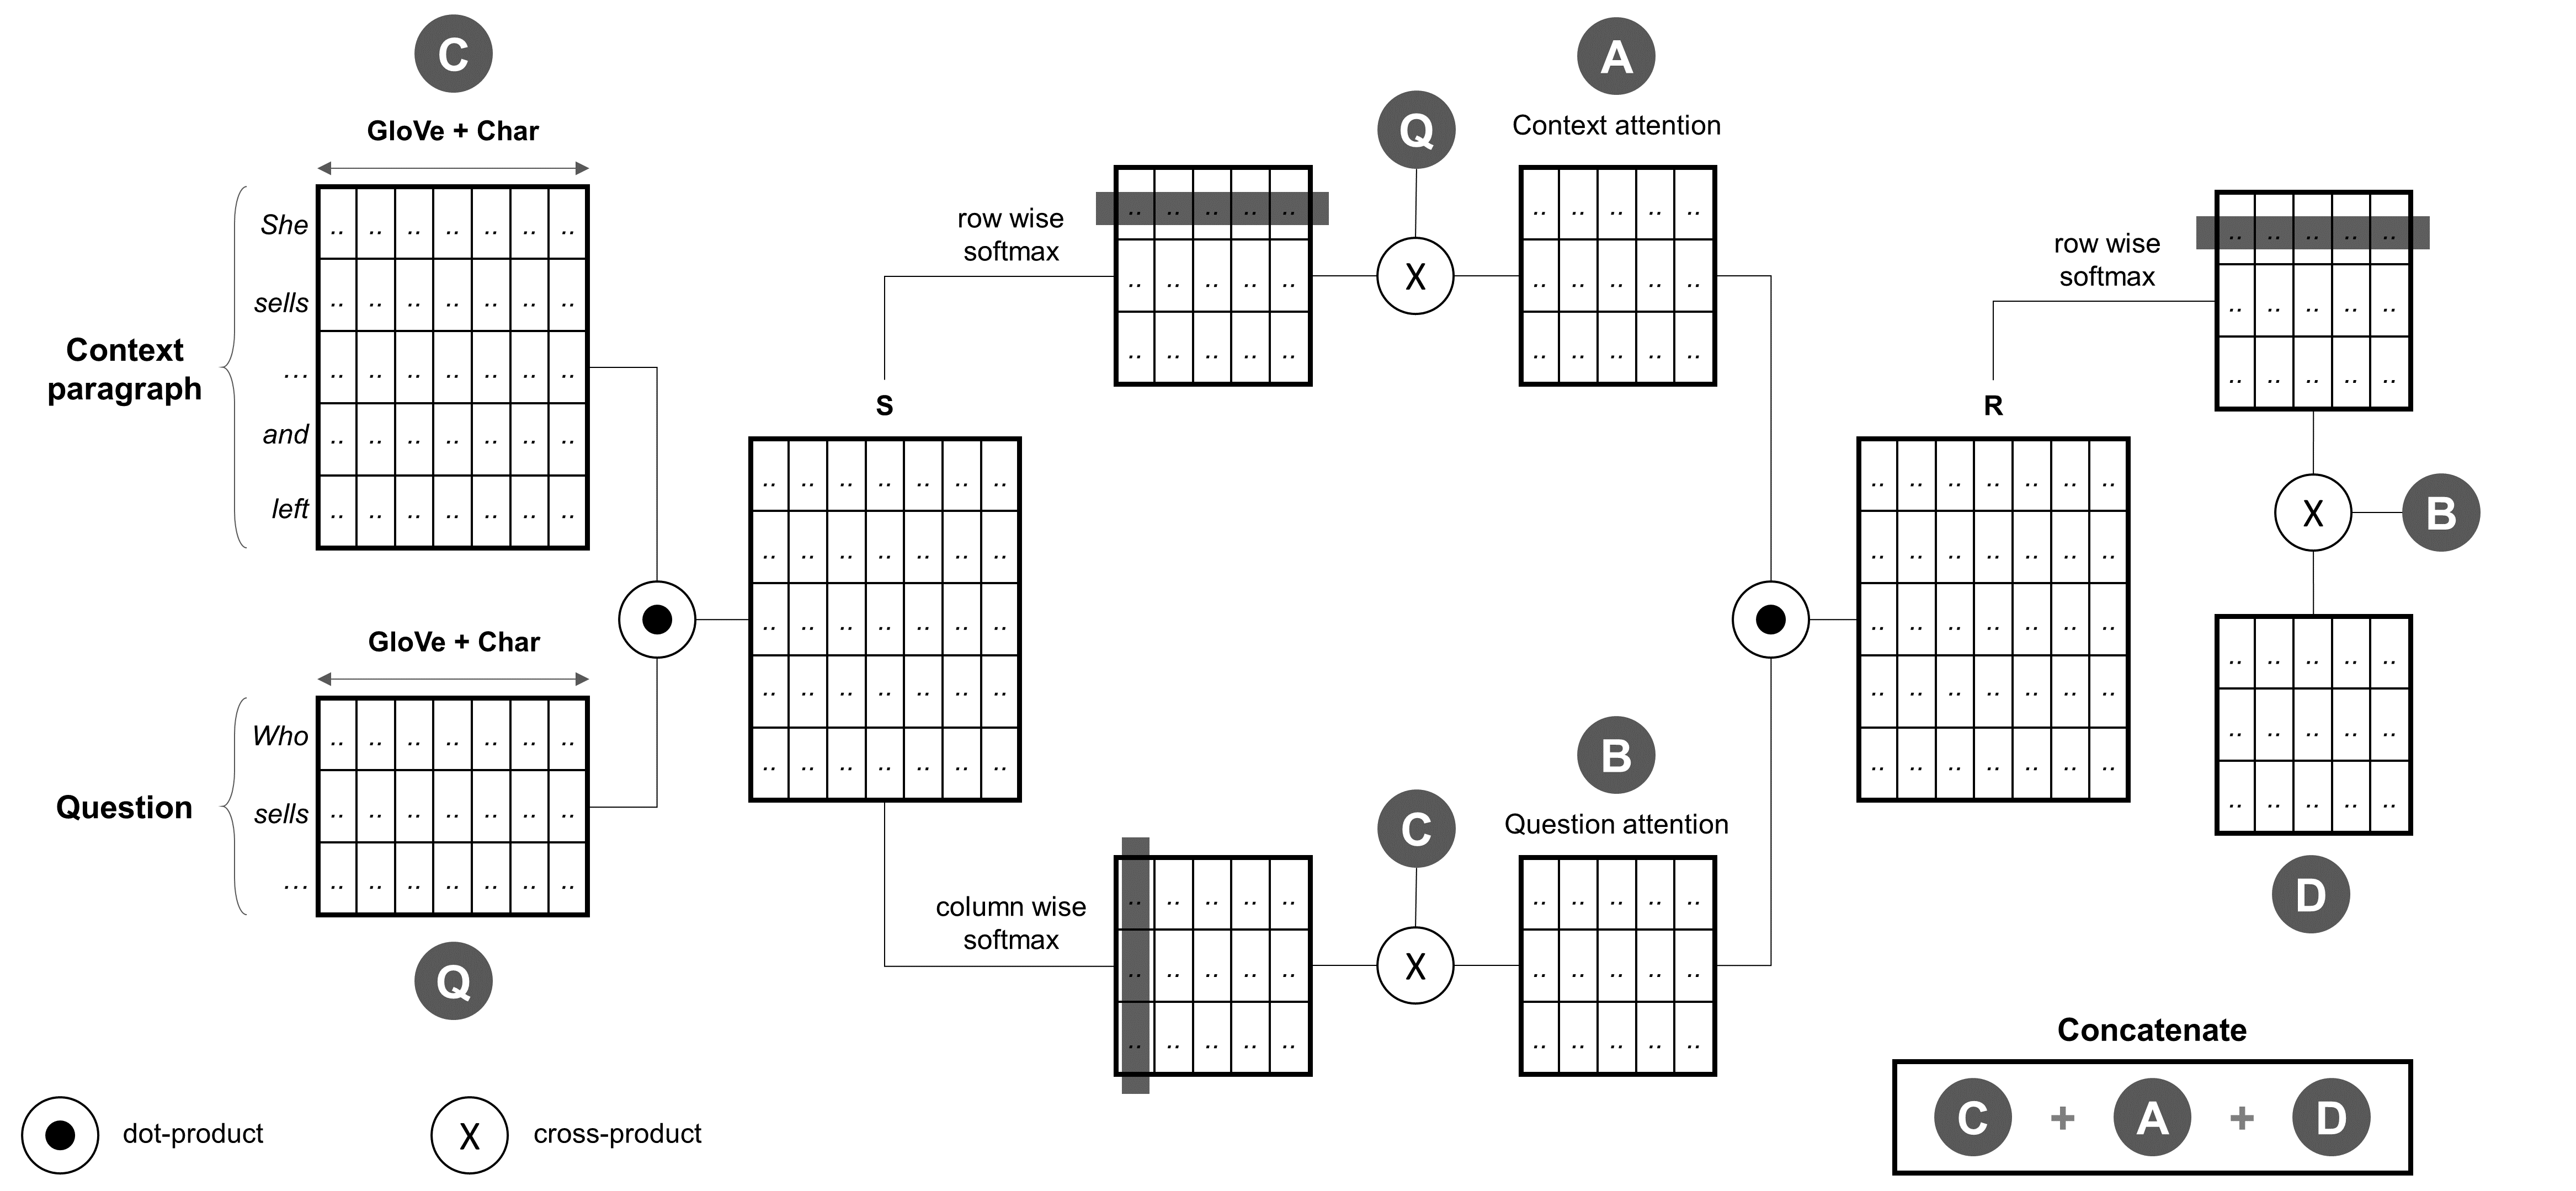 C
GloVe + Char
Context
paragraph
She
sells
...
and
left
GloVe + Char
Question
Who
sells
...
Q
dot-product
X
cross-product
S
row wise
softmax
Q
X
A
Context attention
column wise
softmax
C
X
B
Question attention
R
row wise
softmax
X
B
D
Concatenate
C + A + D